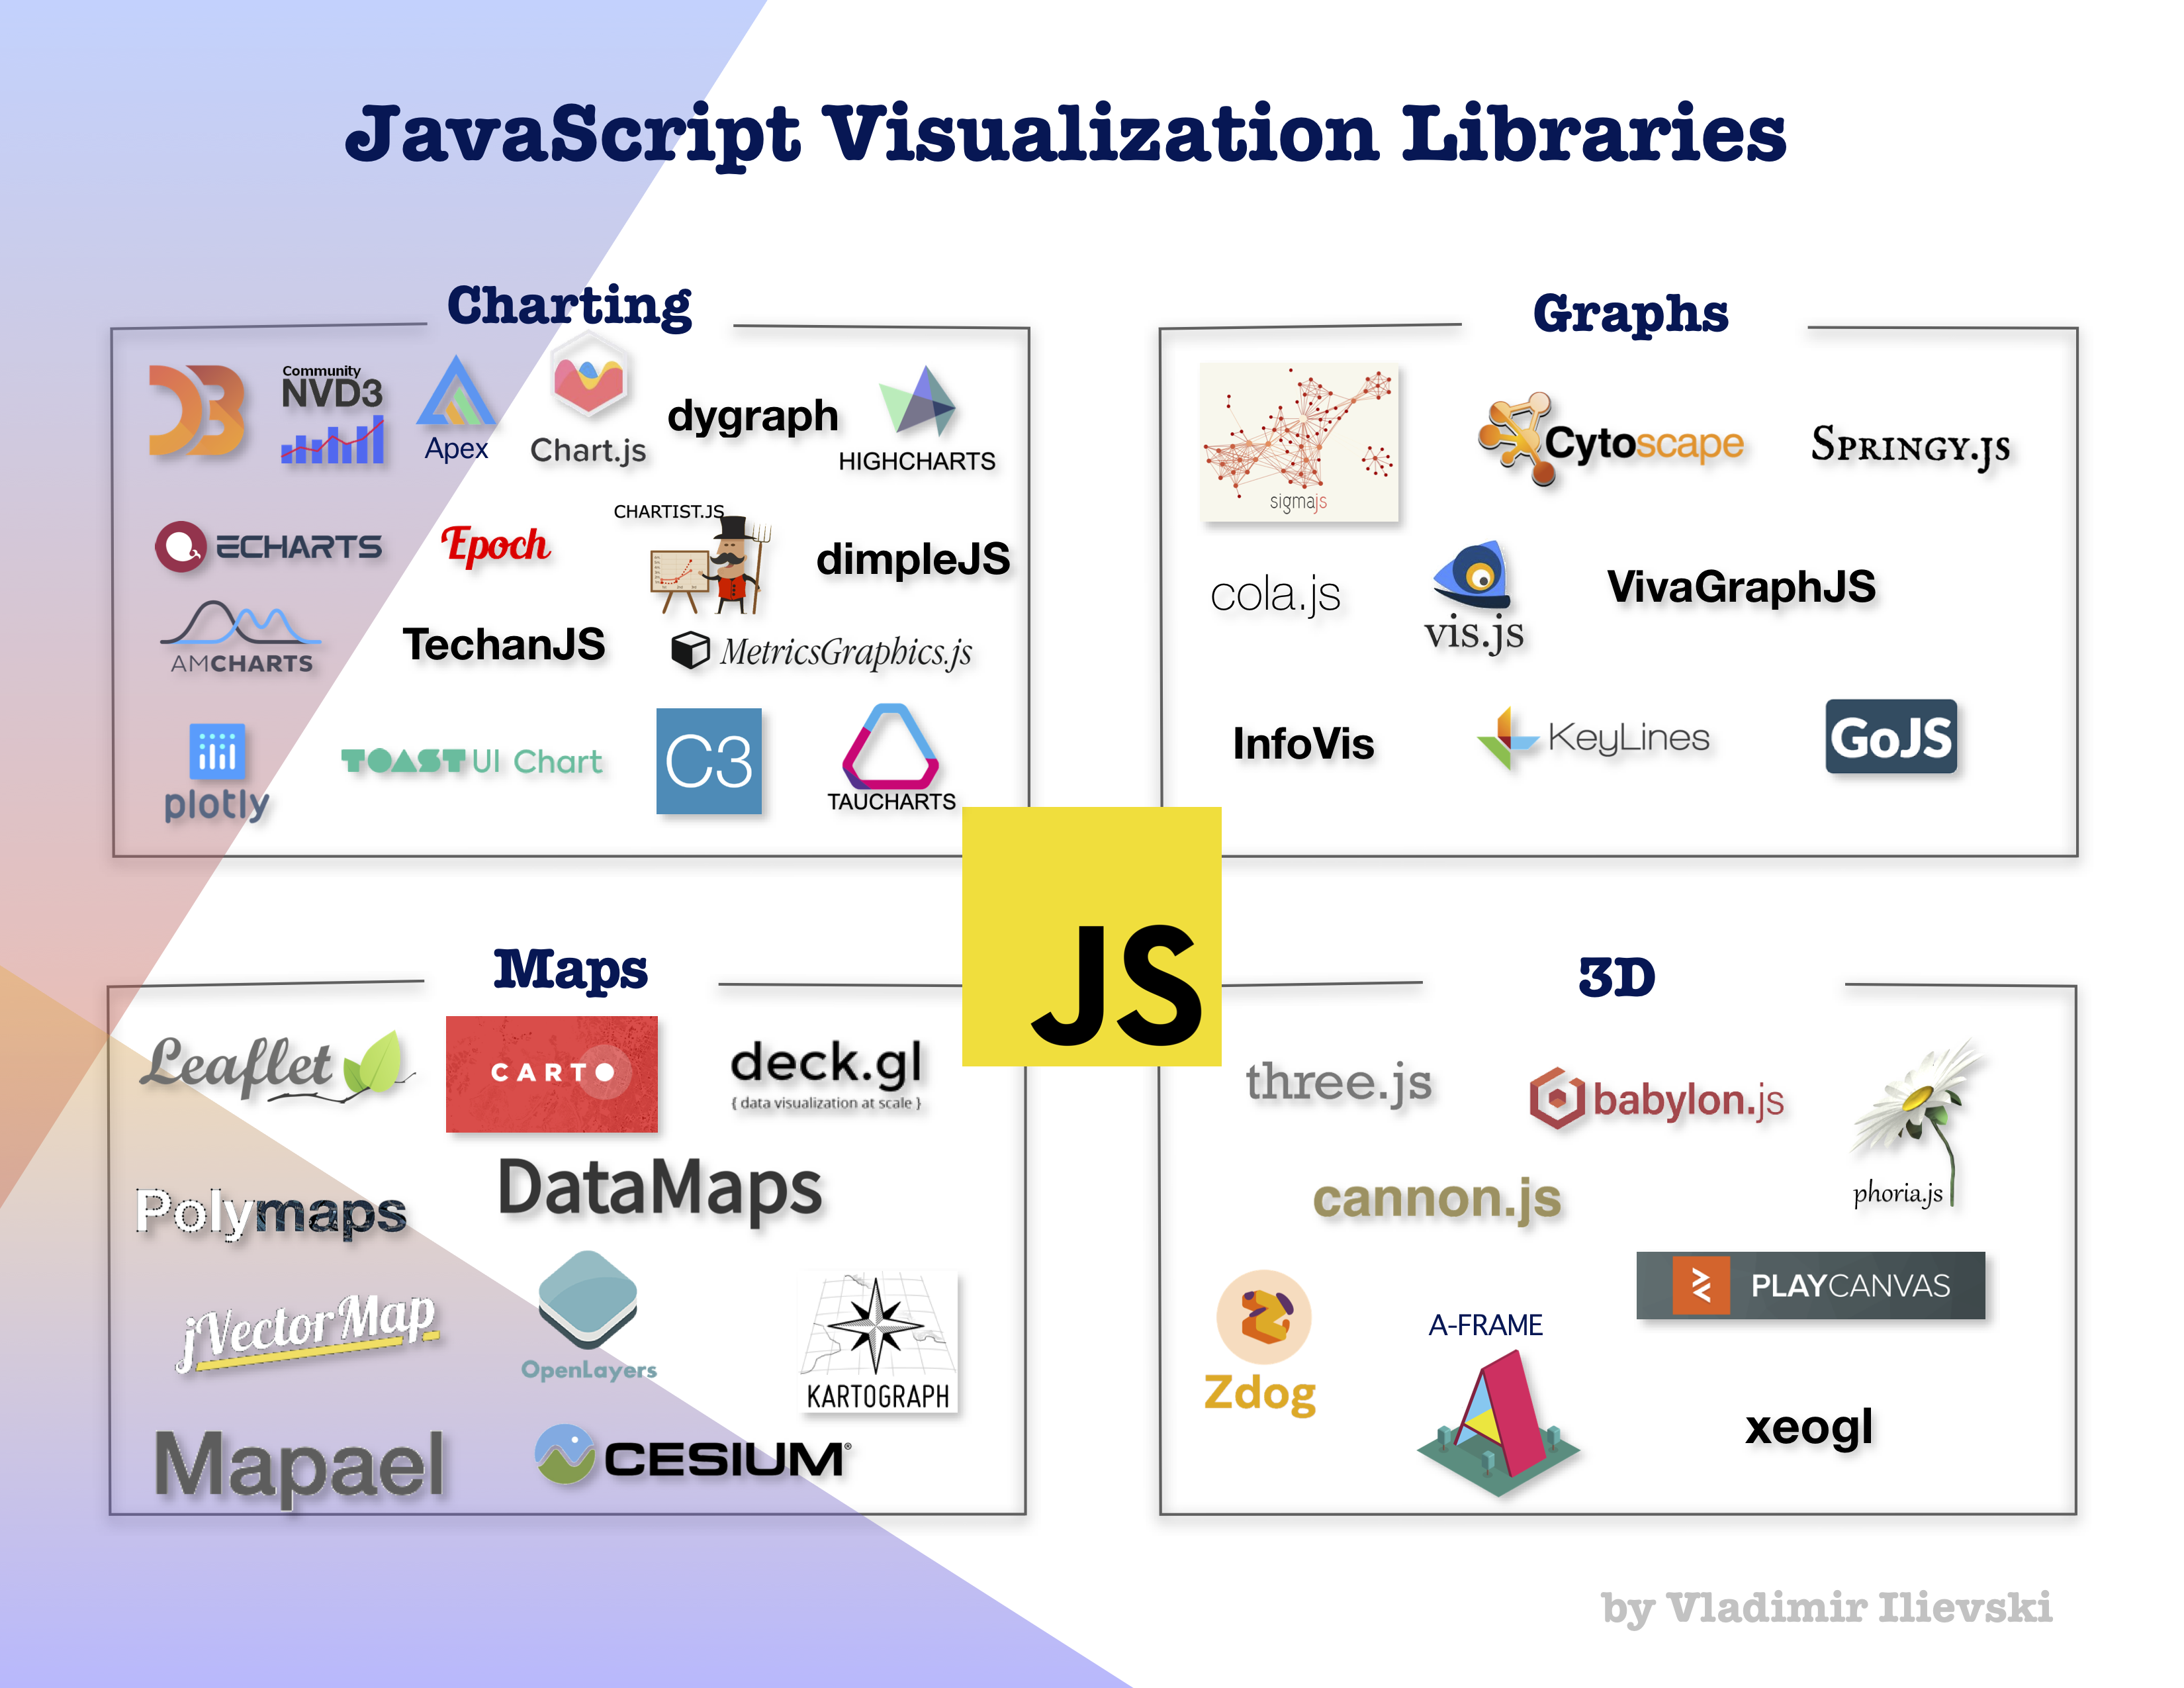 JavaScript Visualization Libraries
Charting
D3
Community
NVD3
Apex
Chart.js
dygraph
HIGHCHARTS
ECHARTS
Epoch
CHARTIST.JS
dimpleJS
AMCHARTS
TechanJS
MetricsGraphics.js
plotly
TOAST UI Chart
C3
TAUCHARTS
Graphs
sigmajs
Cytoscape
SPRINGY.JS
cola.js
vis.js
VivaGraphJS
InfoVis
KeyLines
GoJS
JS
Maps
Leaflet
CARTO
deck.gl
{ data visualization at scale }
Polymaps
DataMaps
jVectorMap
OpenLayers
KARTOGRAPH
Mapael
CESIUM®
3D
three.js
babylon.js
phoria.js
cannon.js
PLAYCANVAS
Zdog
A-FRAME
xeogl
by Vladimir Ilievski